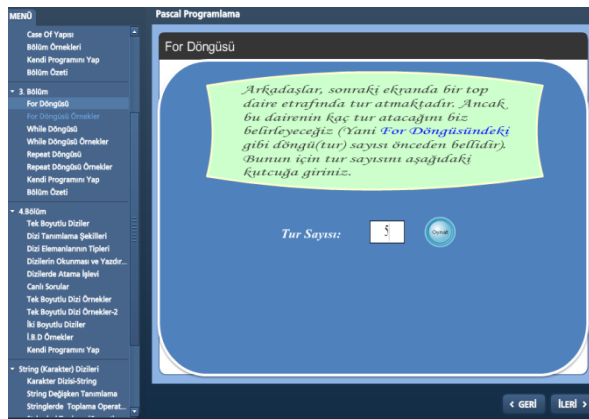 MENÜ
Case Of Yapısı
Bölüm Örnekleri
Kendi Programını Yap
Bölüm Özeti
3. Bölüm
For Döngüsü
For Döngüsü Örnekler
While Döngüsü
While Döngüsü Örnekler
Repeat Döngüsü
Repeat Döngüsü Örnekler
Kendi Programını Yap
Bölüm Özeti
4.Bölüm
Tek Boyutlu Diziler
Dizi Tanımlama Şekilleri
Dizi Elemanlarının Tipleri
Dizilerin Okunması ve Yazdır...
Dizilerde Atama İşlevi
Canlı Sorular
Tek Boyutlu Dizi Örnekler
Tek Boyutlu Dizi Örnekler-2
İki Boyutlu Diziler
İ.B.D Örnekler
Kendi Programını Yap
String (Karakter) Dizileri
Karakter Dizisi-String
String Değişken Tanımlama
Stringlerde Toplama Operat...
Pascal Programlama
For Döngüsü
Arkadaşlar, sonraki ekranda bir top
daire etrafında tur atmaktadır. Ancak
bu dairenin kaç tur atacağını biz
belirleyeceğiz (Yani For Döngüsündeki
gibi döngü(tur) sayısı önceden bellidir).
Bunun için tur sayısını aşağıdaki
kutucuğa giriniz.
Tur Sayısı:
5
Oynat
< GERİ
İLERİ >